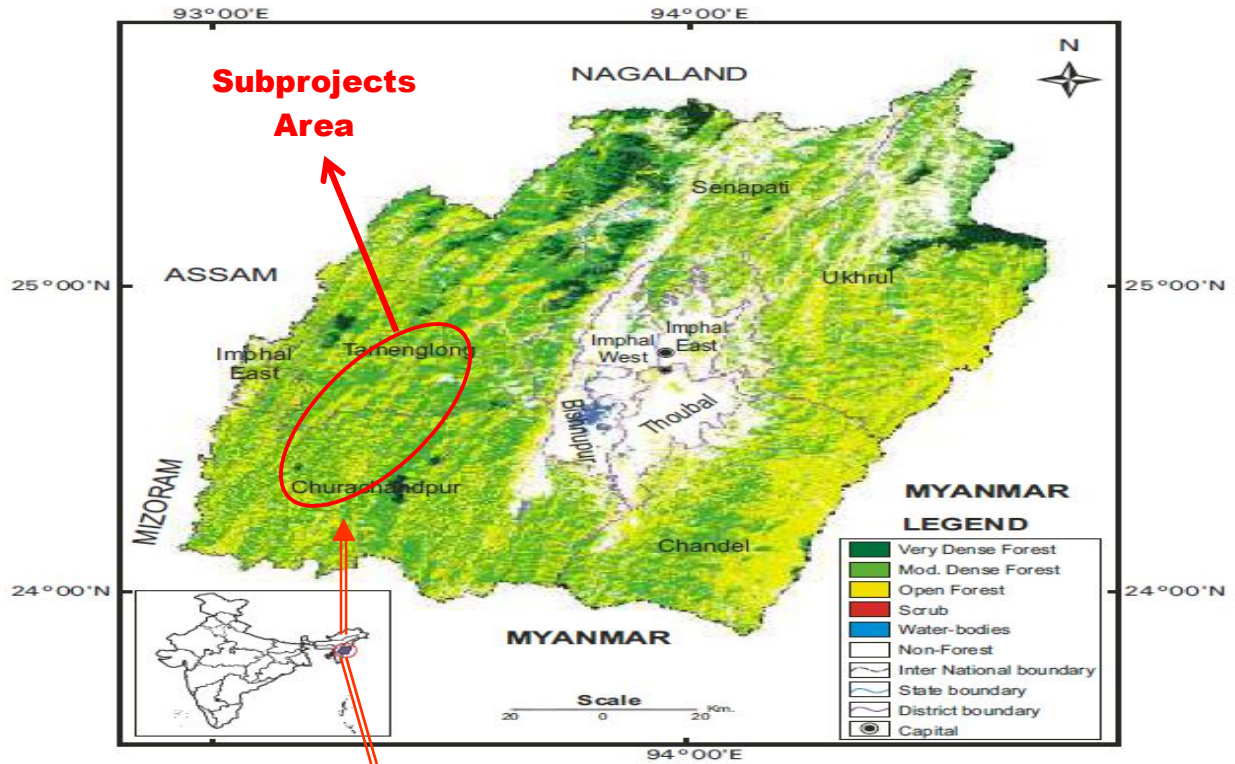 93°00'E
94°00'E
N
NAGALAND
Subprojects
Area
Senapati
ASSAM
Ukhrul
25°00'N
25°00'N
Imphal
East
Tamenglong
Imphal
West
Imphal
East
Bishnupur
Thoubal
Churachandpur
MIZORAM
MYANMAR
LEGEND
Very Dense Forest
Mod. Dense Forest
Open Forest
Scrub
Water-bodies
Non-Forest
Inter National boundary
State boundary
District boundary
Capital
Chandel
24°00'N
24°00'N
MYANMAR
Scale
20 0 20 Km.
94°00'E